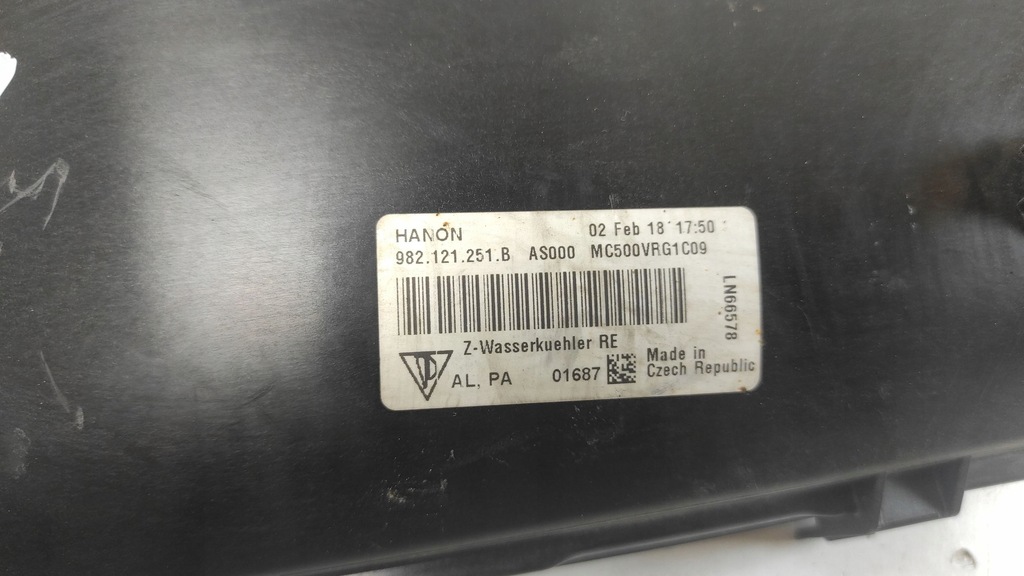 HANON 02 Feb 18 17:50
982.121.251.B AS000 MC500VRG1C09
LN66578
Z-Wasserkuehler RE
AL, PA 01687 Made in
Czech Republic